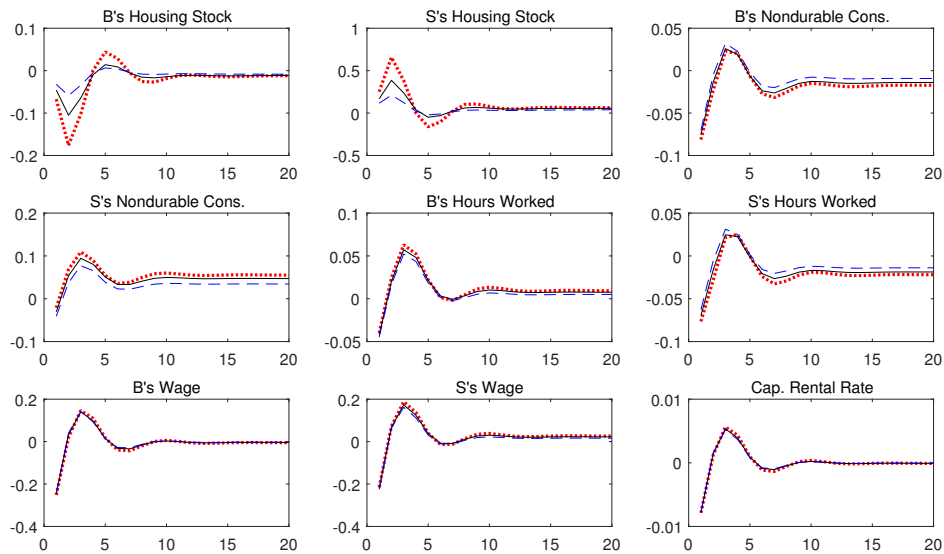 B's Housing Stock
S's Housing Stock
B's Nondurable Cons.
0.1
0
-0.1
-0.2
0 5 10 15 20
1
0.5
0
-0.5
0 5 10 15 20
0.05
0
-0.05
-0.1
0 5 10 15 20
S's Nondurable Cons.
B's Hours Worked
S's Hours Worked
0.2
0.1
0
-0.1
0 5 10 15 20
0.1
0.05
0
-0.05
0 5 10 15 20
0.05
0
-0.05
-0.1
0 5 10 15 20
B's Wage
S's Wage
Cap. Rental Rate
0.2
0
-0.2
-0.4
0 5 10 15 20
0.2
0
-0.2
-0.4
0 5 10 15 20
0.01
0
-0.01
0 5 10 15 20